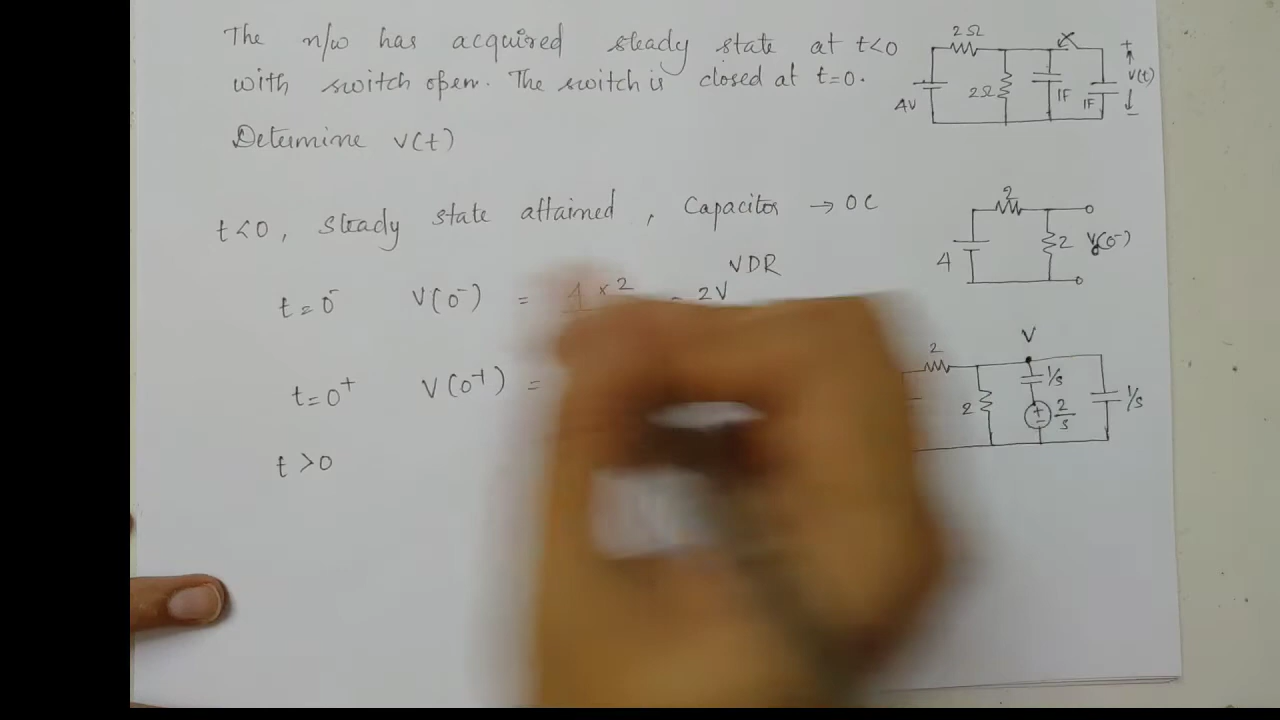 The n/w has acquired steady state at t<0
with switch open. The switch is closed at t=0.
Determine v(t)
2Ω
4V
2Ω
1F
1F
+
v(t)
−
t<0, steady state attained, Capacitor → OC
2
4
2
V(0⁻)
t=0⁻ V(0⁻) = 4 × 2 = 2V
VDR
t=0⁺ V(0⁺) =
t>0
V
2
2
1/s
+
−
2/s
1/s